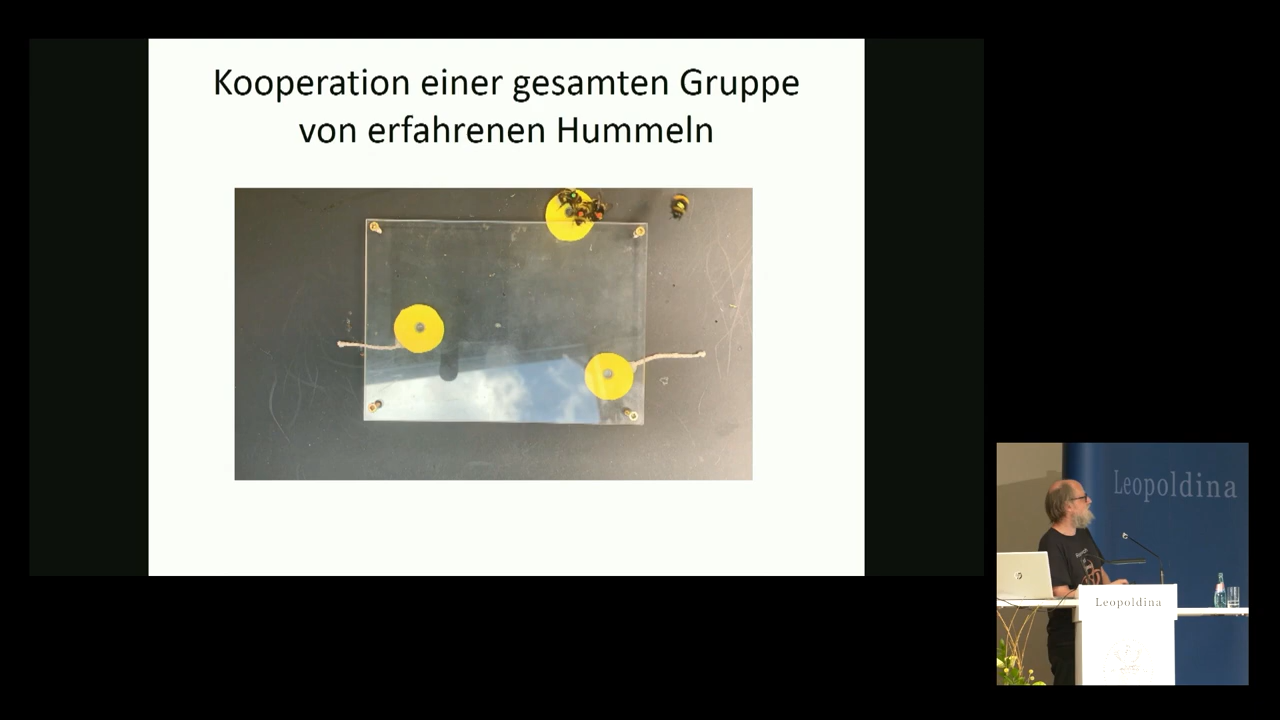 Kooperation einer gesamten Gruppe
von erfahrenen Hummeln
Leopoldina
Leopoldina